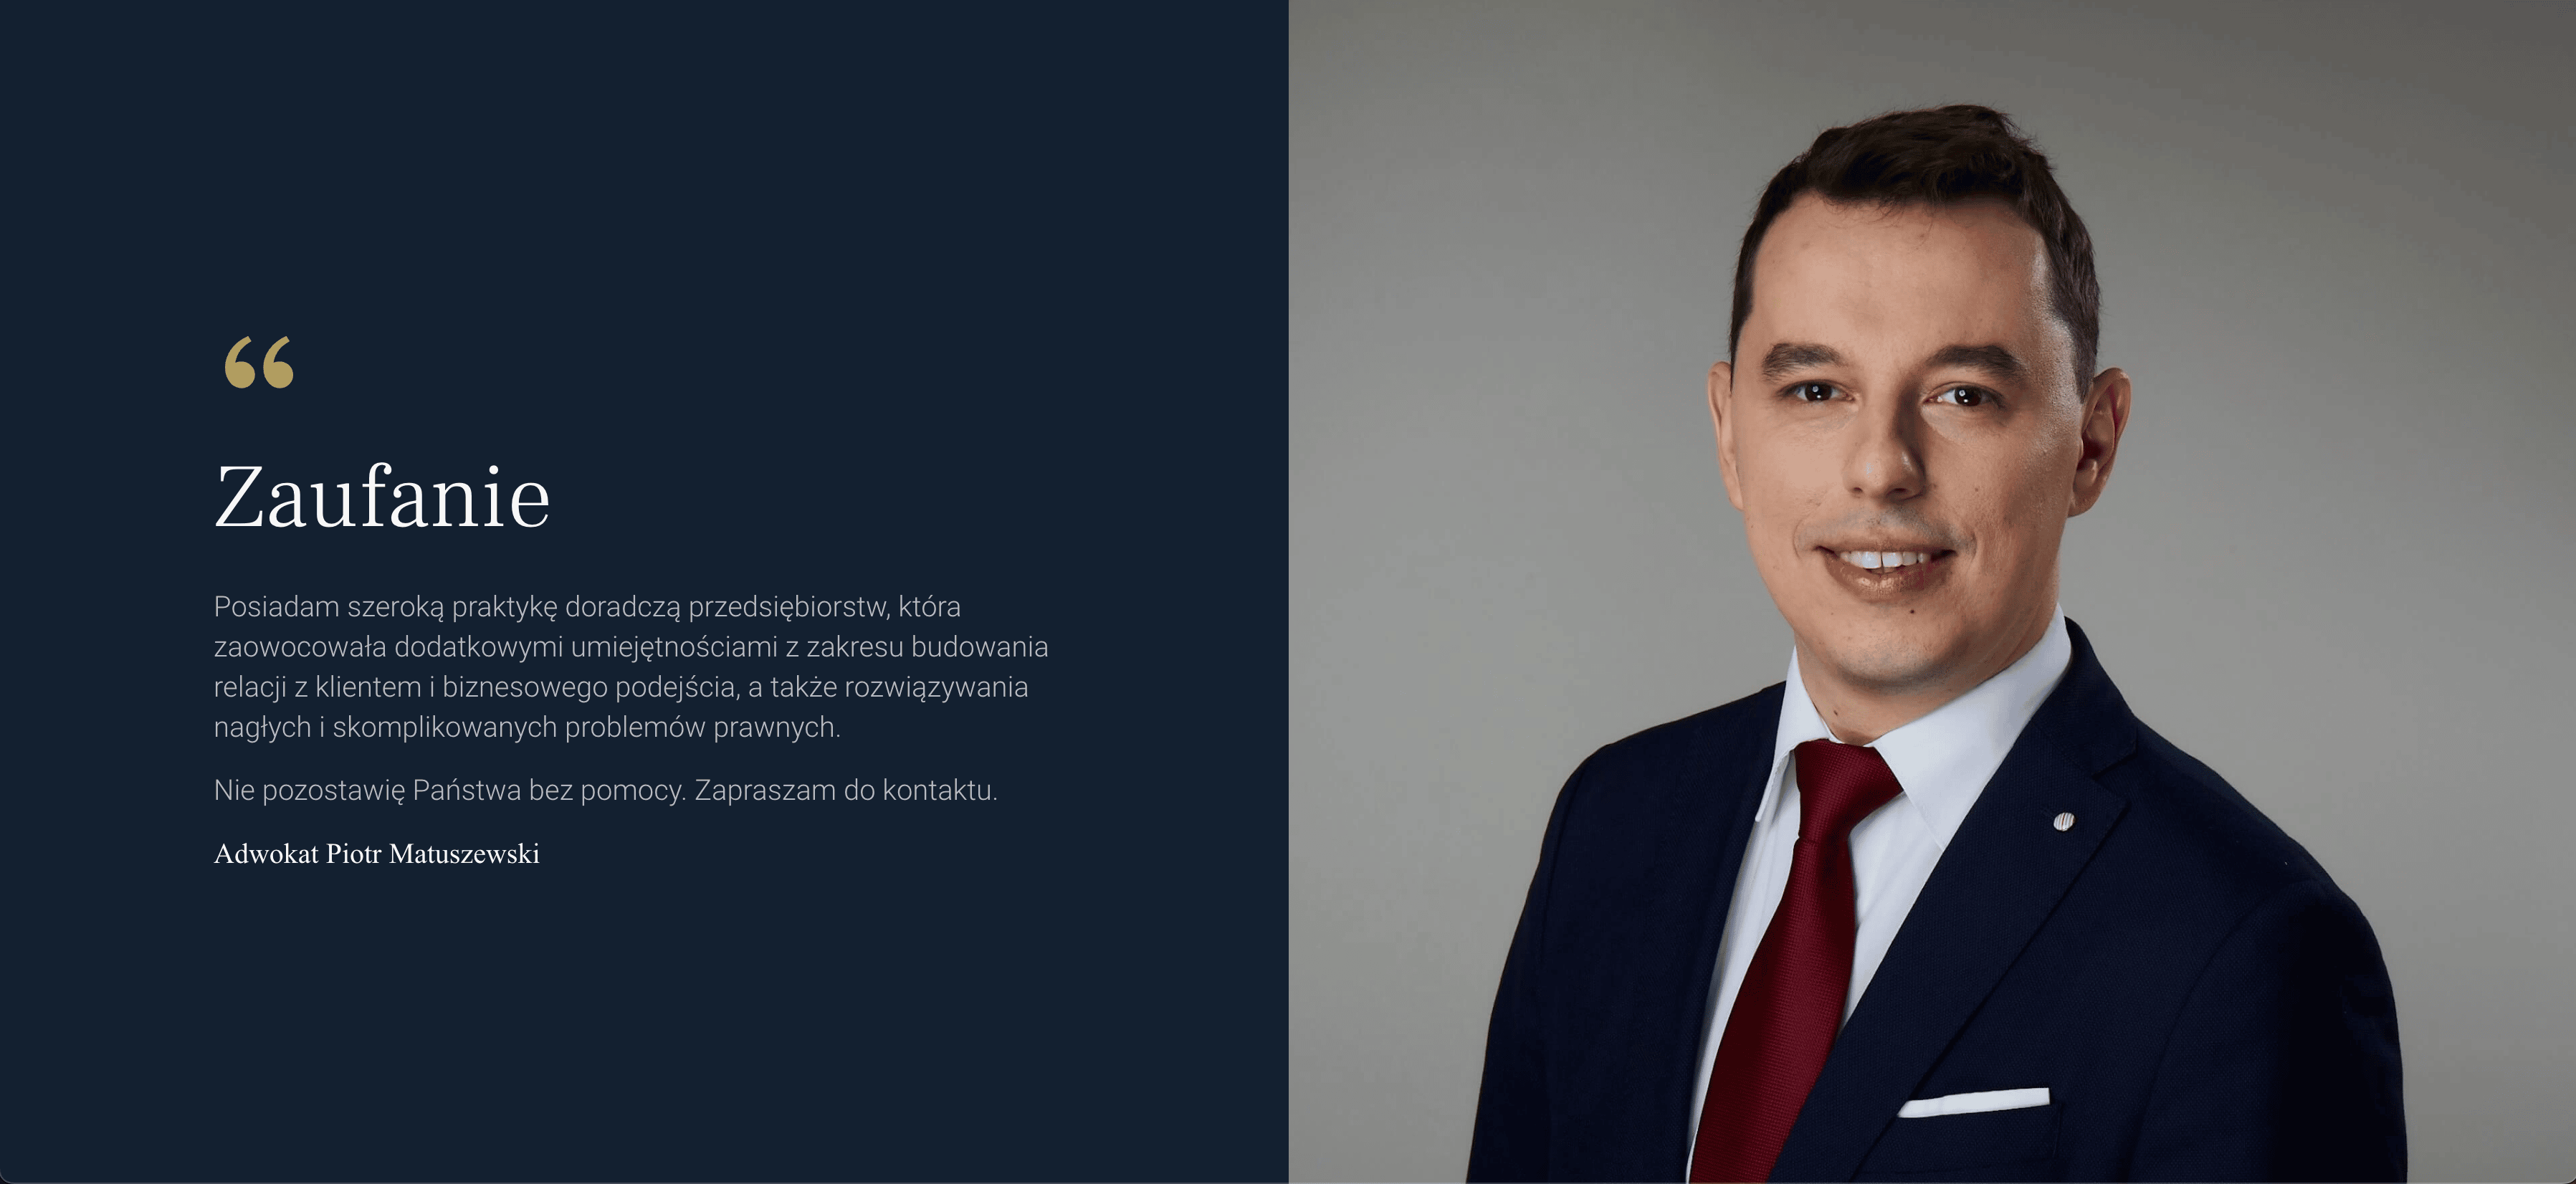 “
Zaufanie
Posiadam szeroką praktykę doradczą przedsiębiorstw, która
zaowocowała dodatkowymi umiejętnościami z zakresu budowania
relacji z klientem i biznesowego podejścia, a także rozwiązywania
nagłych i skomplikowanych problemów prawnych.
Nie pozostawię Państwa bez pomocy. Zapraszam do kontaktu.
Adwokat Piotr Matuszewski